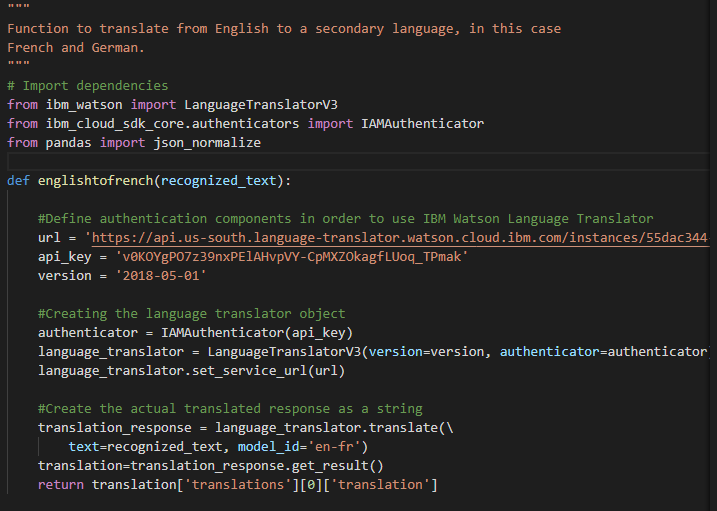 """
Function to translate from English to a secondary language, in this case
French and German.
"""
# Import dependencies
from ibm_watson import LanguageTranslatorV3
from ibm_cloud_sdk_core.authenticators import IAMAuthenticator
from pandas import json_normalize
def englishtofrench(recognized_text):
#Define authentication components in order to use IBM Watson Language Translator
url = 'https://api.us-south.language-translator.watson.cloud.ibm.com/instances/55dac344
api_key = 'v0KOYgPO7z39nxPElAHvpVY-CpMXZOkagfLUoq_TPmak'
version = '2018-05-01'
#Creating the language translator object
authenticator = IAMAuthenticator(api_key)
language_translator = LanguageTranslatorV3(version=version, authenticator=authenticator
language_translator.set_service_url(url)
#Create the actual translated response as a string
translation_response = language_translator.translate(\
text=recognized_text, model_id='en-fr')
translation=translation_response.get_result()
return translation['translations'][0]['translation']